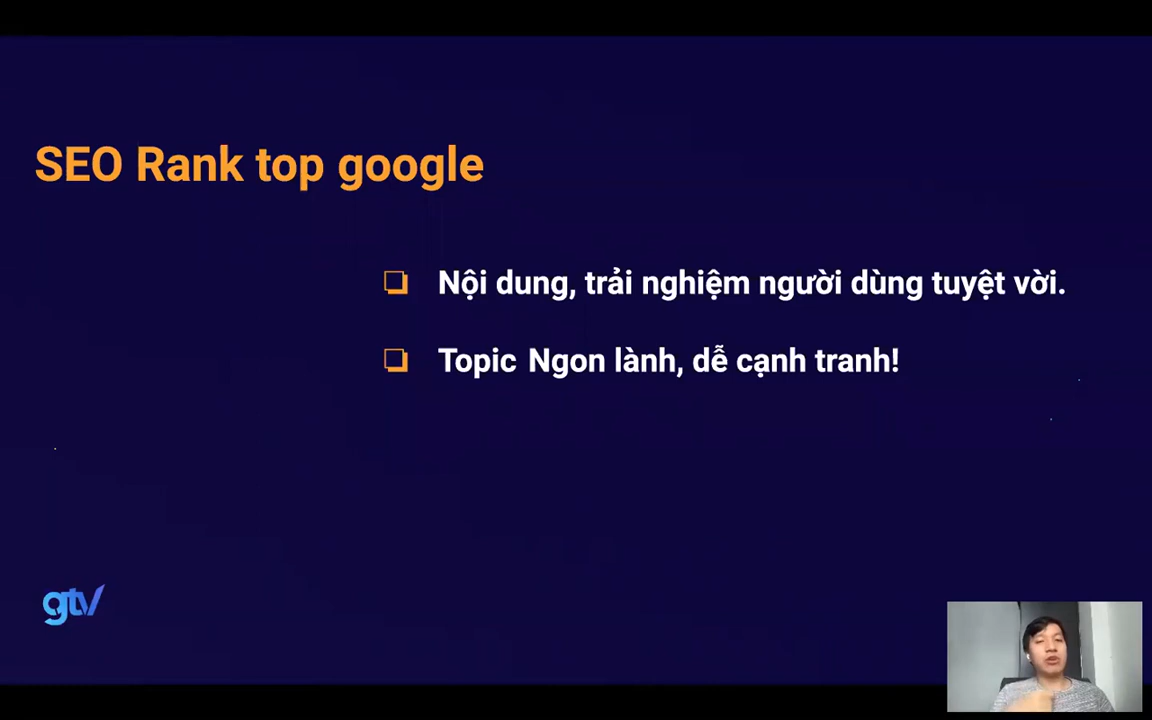 SEO Rank top google
Nội dung, trải nghiệm người dùng tuyệt vời.
Topic Ngon lành, dễ cạnh tranh!
gtv